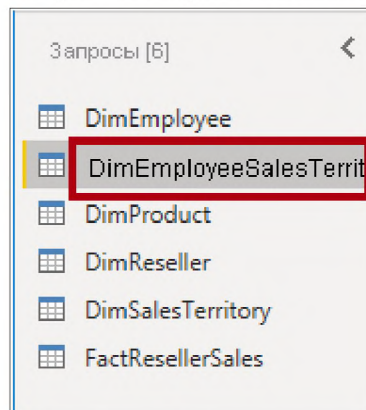 Запросы [6]
DimEmployee
DimEmployeeSalesTerrit
DimProduct
DimReseller
DimSalesTerritory
FactResellerSales